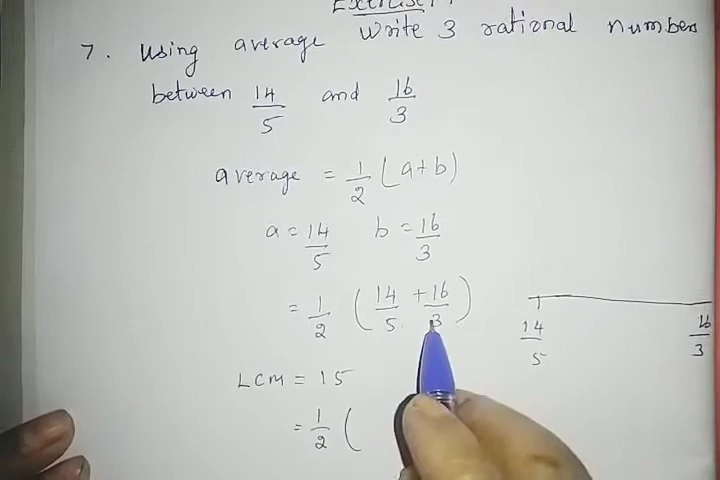 7. Using average Write 3 rational numbers
between 14/5 and 16/3
average = 1/2 (a+b)
a = 14/5 b = 16/3
= 1/2 (14/5 + 16/3)
14/5 16/3
LCM = 15
= 1/2 (